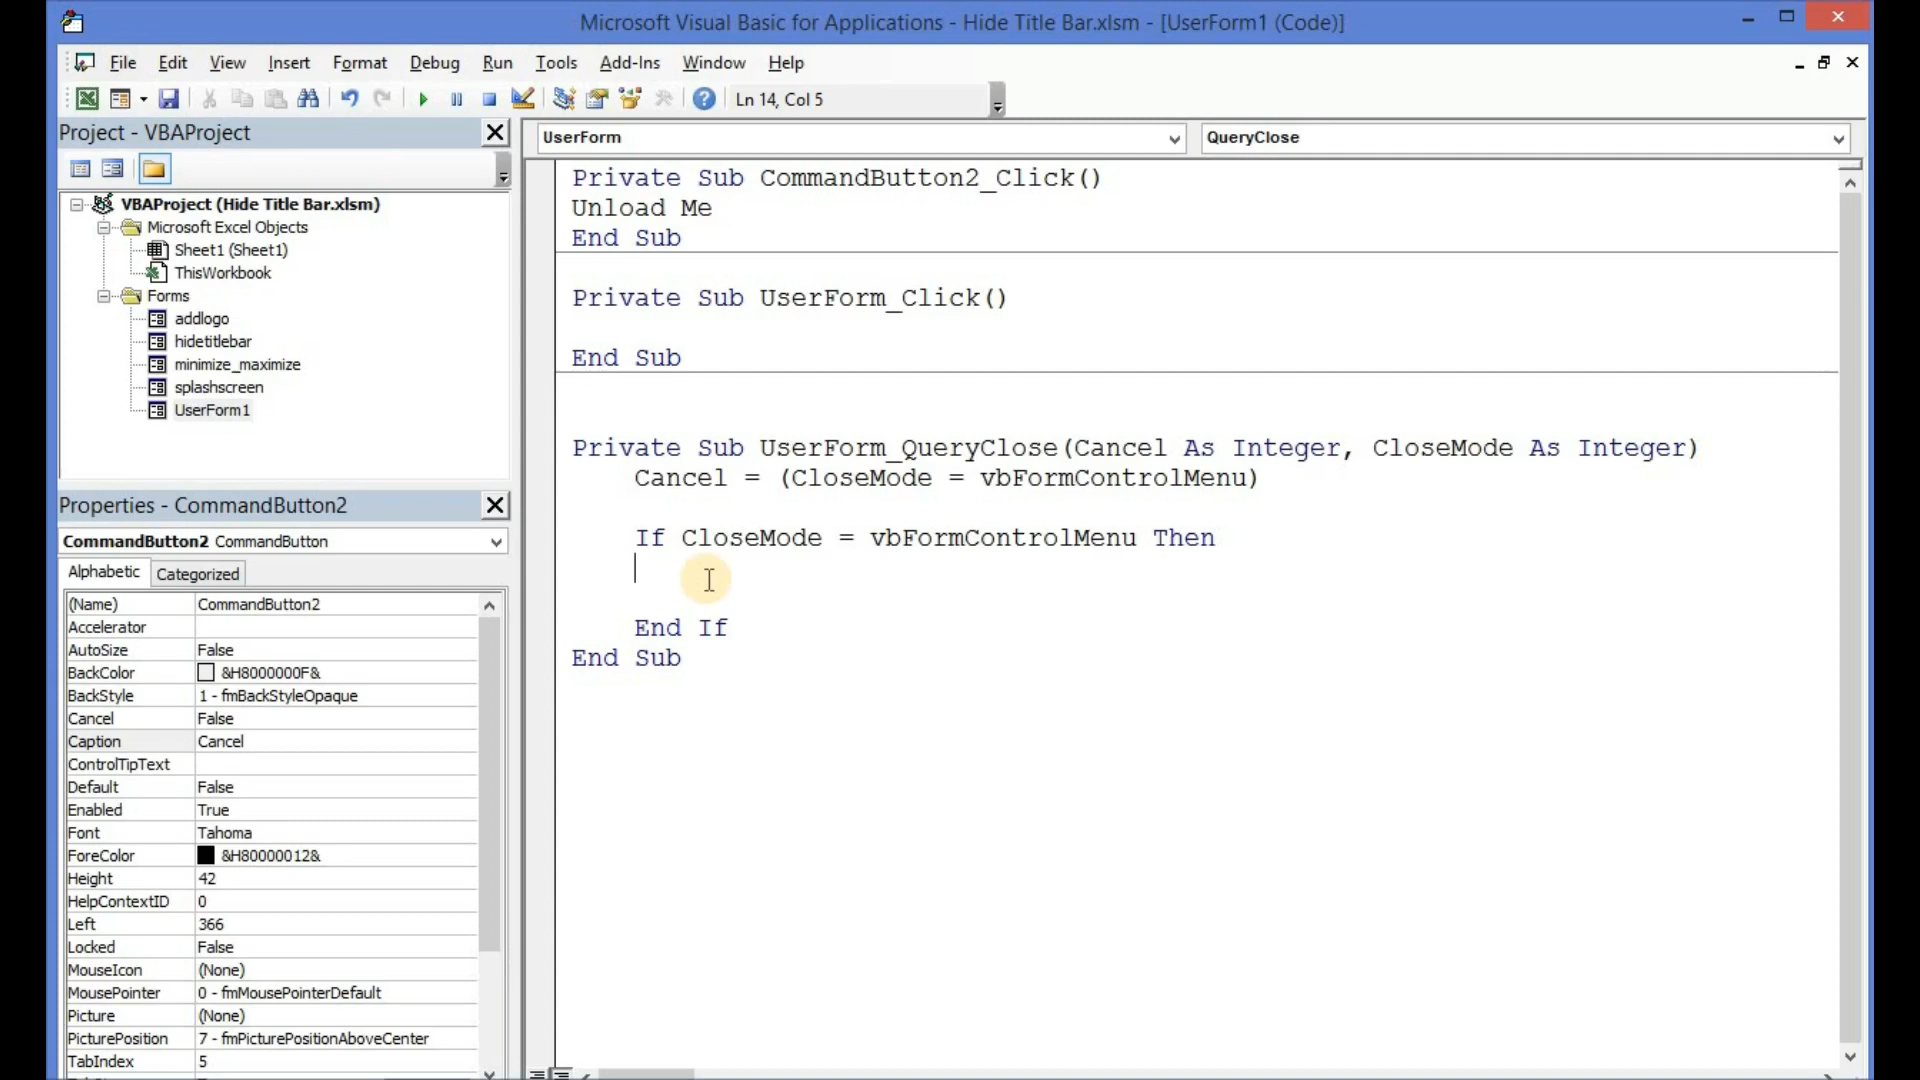 Microsoft Visual Basic for Applications - Hide Title Bar.xlsm - [UserForm1 (Code)]
File Edit View Insert Format Debug Run Tools Add-Ins Window Help
Ln 14, Col 5
Project - VBAProject
VBAProject (Hide Title Bar.xlsm)
Microsoft Excel Objects
Sheet1 (Sheet1)
ThisWorkbook
Forms
addlogo
hidetitlebar
minimize_maximize
splashscreen
UserForm1
Properties - CommandButton2
CommandButton2 CommandButton
Alphabetic Categorized
(Name) CommandButton2
Accelerator
AutoSize False
BackColor &H8000000F&
BackStyle 1 - fmBackStyleOpaque
Cancel False
Caption Cancel
ControlTipText
Default False
Enabled True
Font Tahoma
ForeColor &H80000012&
Height 42
HelpContextID 0
Left 366
Locked False
MouseIcon (None)
MousePointer 0 - fmMousePointerDefault
Picture (None)
PicturePosition 7 - fmPicturePositionAboveCenter
TabIndex 5
UserForm QueryClose
Private Sub CommandButton2_Click()
Unload Me
End Sub
Private Sub UserForm_Click()
End Sub
Private Sub UserForm_QueryClose(Cancel As Integer, CloseMode As Integer)
Cancel = (CloseMode = vbFormControlMenu)
If CloseMode = vbFormControlMenu Then
End If
End Sub